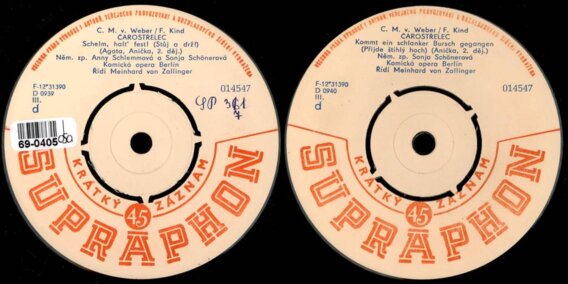 C. M. v. Weber / F. Kind
ČAROSTŘELEC
Schelm, halt' fest! (Stůj a drž!)
(Agata, Anička, 2. děj.)
Něm. zp. Anny Schlemmová a Sonja Schönerová
Komická opera Berlin
Řídí Meinhard von Zallinger
F-12*31390
D 0939
III.
d
014547
69-0405
KRÁTKÝ 45 ZÁZNAM
SUPRAPHON
C. M. v. Weber / F. Kind
ČAROSTŘELEC
Kommt ein schlanker Bursch gegangen
(Přijde štíhlý hoch) (Anička, 2. děj.)
Něm. zp. Sonja Schönerová
Komická opera Berlin
Řídí Meinhard von Zallinger
F-12*31390
D 0940
III.
d
014547
KRÁTKÝ 45 ZÁZNAM
SUPRAPHON